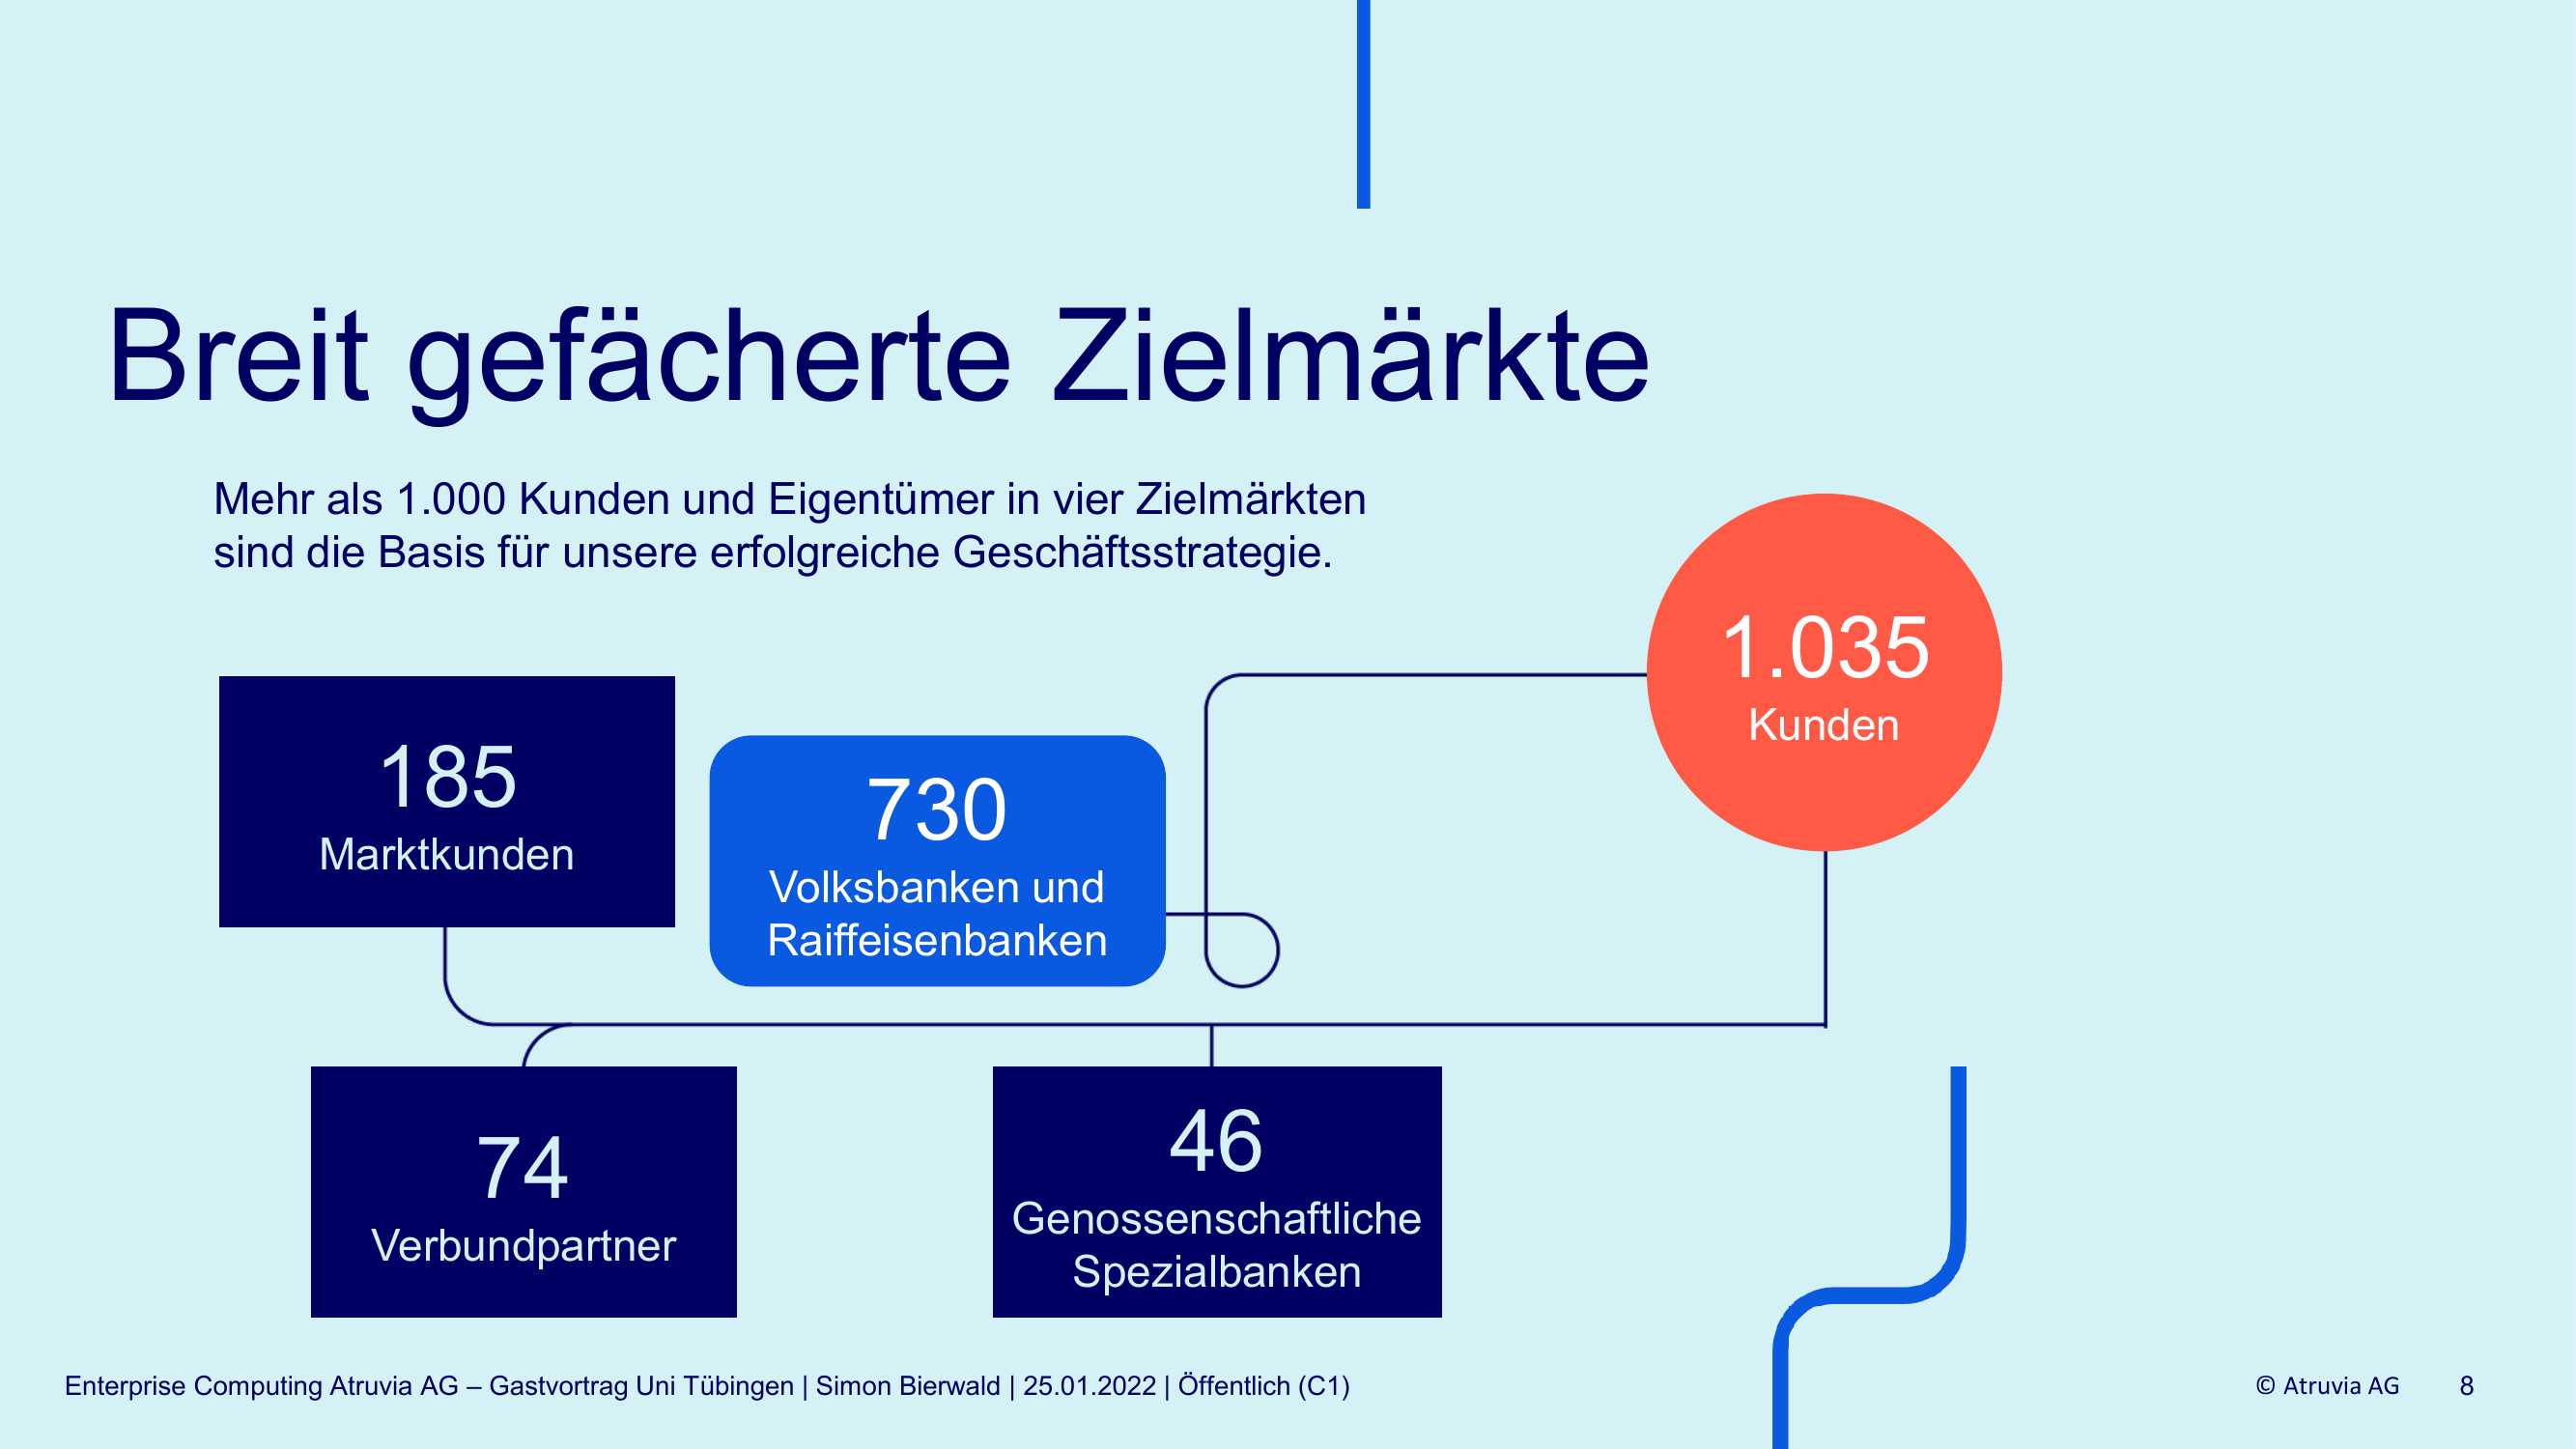 Breit gefächerte Zielmärkte
Mehr als 1.000 Kunden und Eigentümer in vier Zielmärkten
sind die Basis für unsere erfolgreiche Geschäftsstrategie.
1.035
Kunden
185
Marktkunden
730
Volksbanken und
Raiffeisenbanken
74
Verbundpartner
46
Genossenschaftliche
Spezialbanken
Enterprise Computing Atruvia AG – Gastvortrag Uni Tübingen | Simon Bierwald | 25.01.2022 | Öffentlich (C1)
© Atruvia AG 8